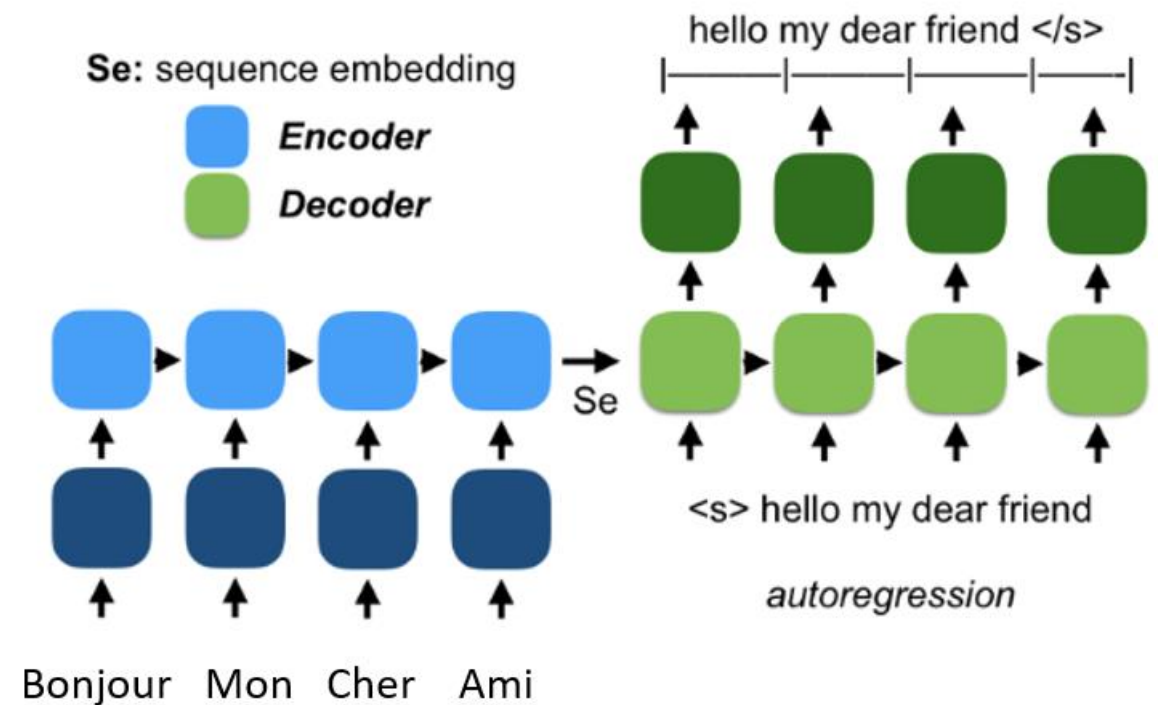 Se: sequence embedding
Encoder
Decoder
hello my dear friend </s>
Se
<s> hello my dear friend
autoregression
Bonjour Mon Cher Ami